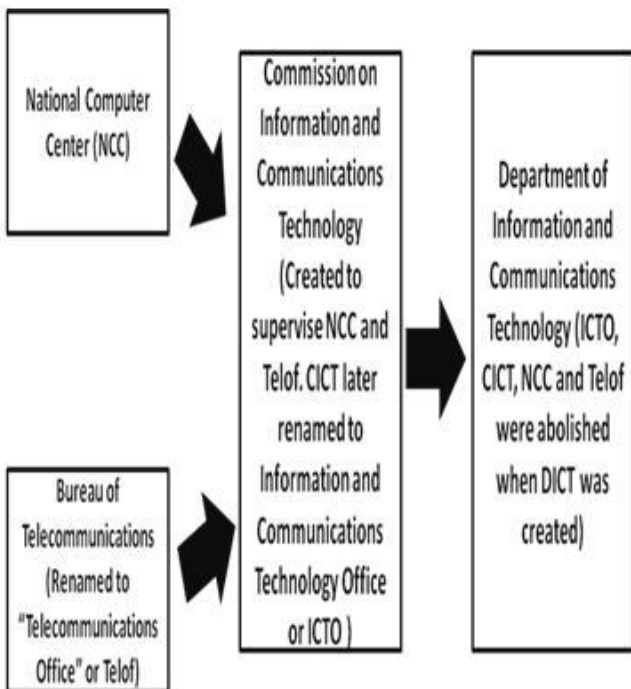 National Computer
Center (NCC)
Bureau of
Telecommunications
(Renamed to
“Telecommunications
Office” or Telof)
Commission on
Information and
Communications
Technology
(Created to
supervise NCC and
Telof. CICT later
renamed to
Information and
Communications
Technology Office
or ICTO )
Department of
Information and
Communications
Technology (ICTO,
CICT, NCC and Telof
were abolished
when DICT was
created)